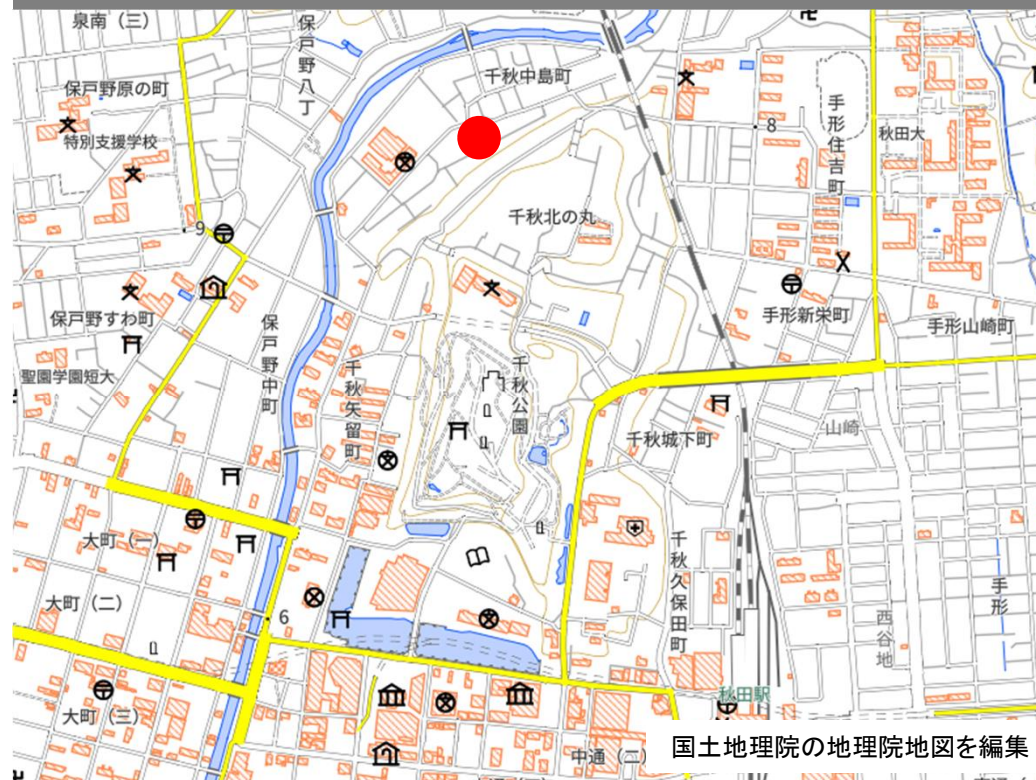 泉南（三）
保戸野八丁
千秋中島町
保戸野原の町
手形住吉町
8
秋田大
特別支援学校
千秋北の丸
9
手形新栄町
手形山崎町
保戸野すわ町
保戸野中町
千秋矢留町
千秋公園
聖園学園短大
千秋城下町
山崎
大町（一）
千秋久保田町
手形
大町（二）
6
西谷地
秋田駅
大町（三）
中通（二）
国土地理院の地理院地図を編集